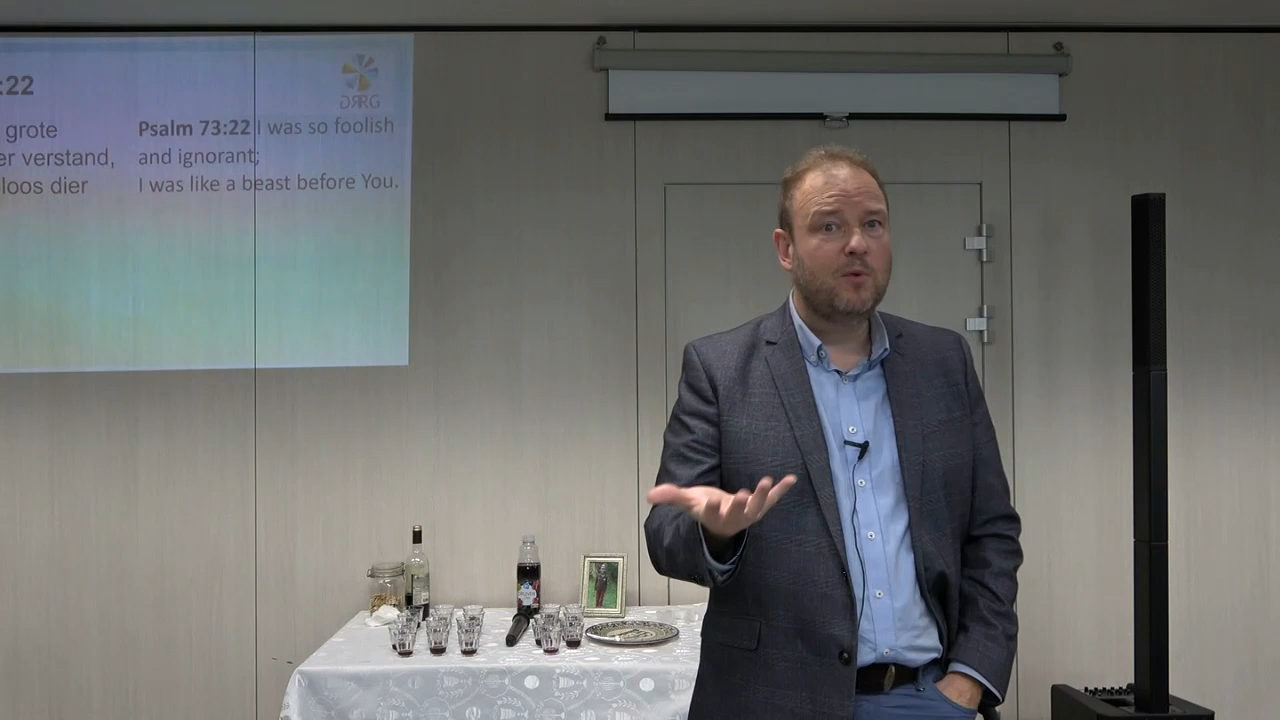 :22
grote
er verstand,
loos dier
GRRG
Psalm 73:22 I was so foolish
and ignorant;
I was like a beast before You.